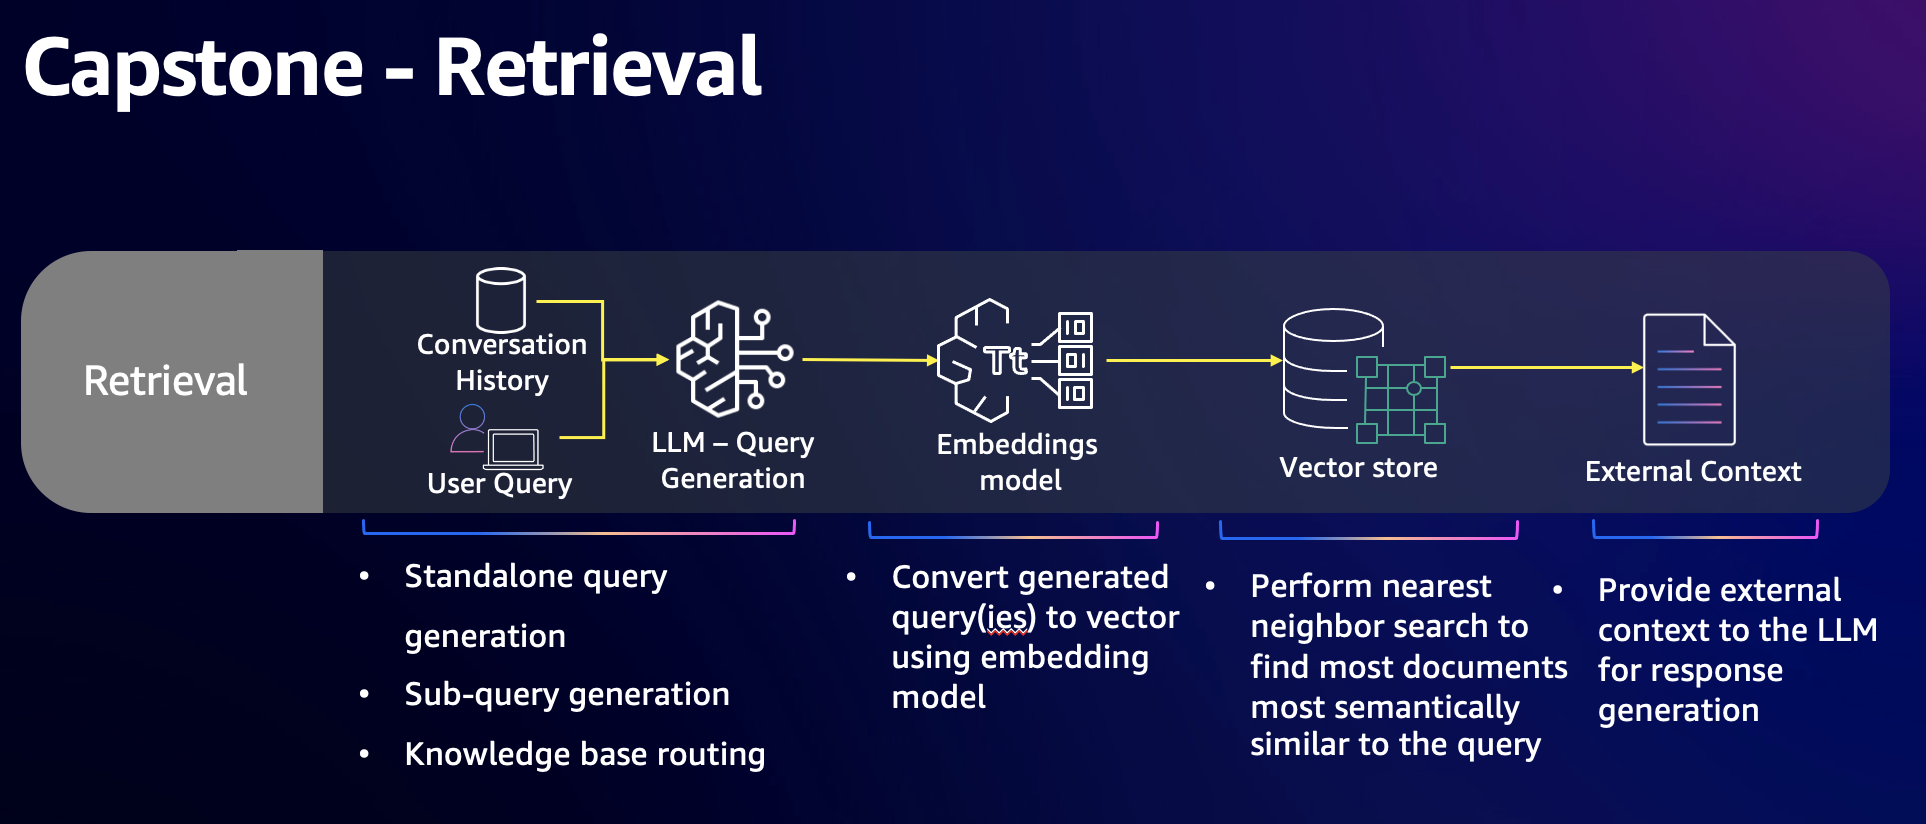 Capstone - Retrieval
Retrieval
Conversation
History
User Query
LLM – Query
Generation
Tt
10
01
10
Embeddings
model
Vector store
External Context
• Standalone query
generation
• Sub-query generation
• Knowledge base routing
• Convert generated
query(ies) to vector
using embedding
model
• Perform nearest
neighbor search to
find most documents
most semantically
similar to the query
• Provide external
context to the LLM
for response
generation